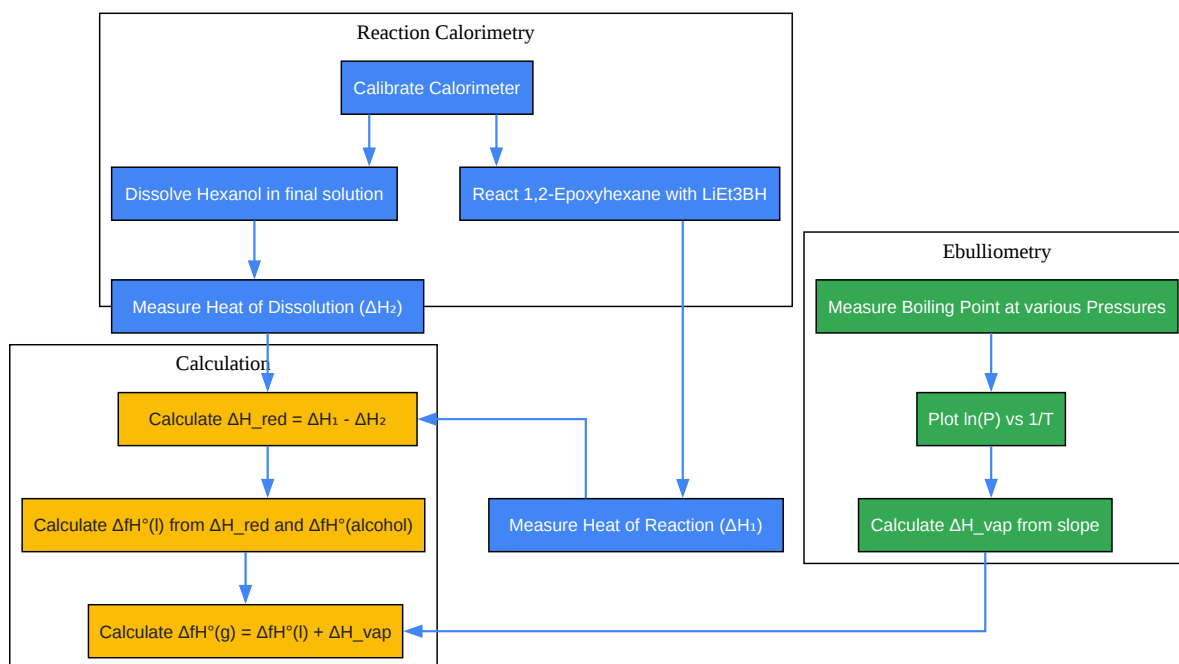 Reaction Calorimetry
Calibrate Calorimeter
Dissolve Hexanol in final solution
React 1,2-Epoxyhexane with LiEt3BH
Measure Heat of Dissolution (ΔH₂)
Ebulliometry
Measure Boiling Point at various Pressures
Calculation
Calculate ΔH_red = ΔH₁ - ΔH₂
Plot ln(P) vs 1/T
Calculate ΔfH°(l) from ΔH_red and ΔfH°(alcohol)
Measure Heat of Reaction (ΔH₁)
Calculate ΔH_vap from slope
Calculate ΔfH°(g) = ΔfH°(l) + ΔH_vap